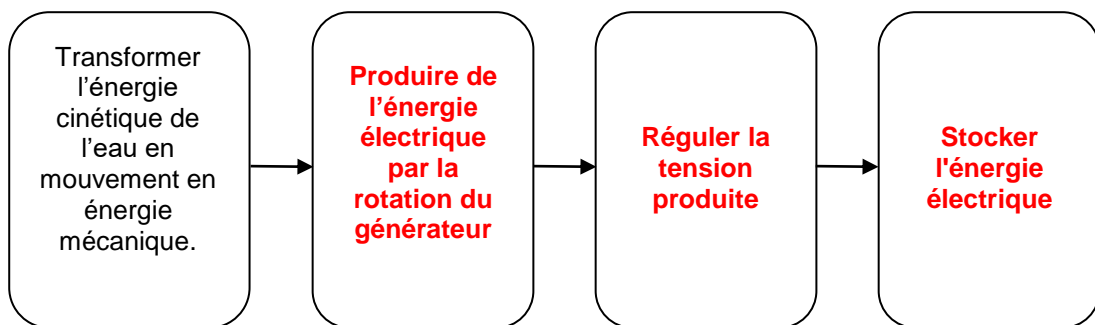 Transformer
l’énergie
cinétique de
l’eau en
mouvement en
énergie
mécanique.
Produire de
l’énergie
électrique
par la
rotation du
générateur
Réguler la
tension
produite
Stocker
l'énergie
électrique